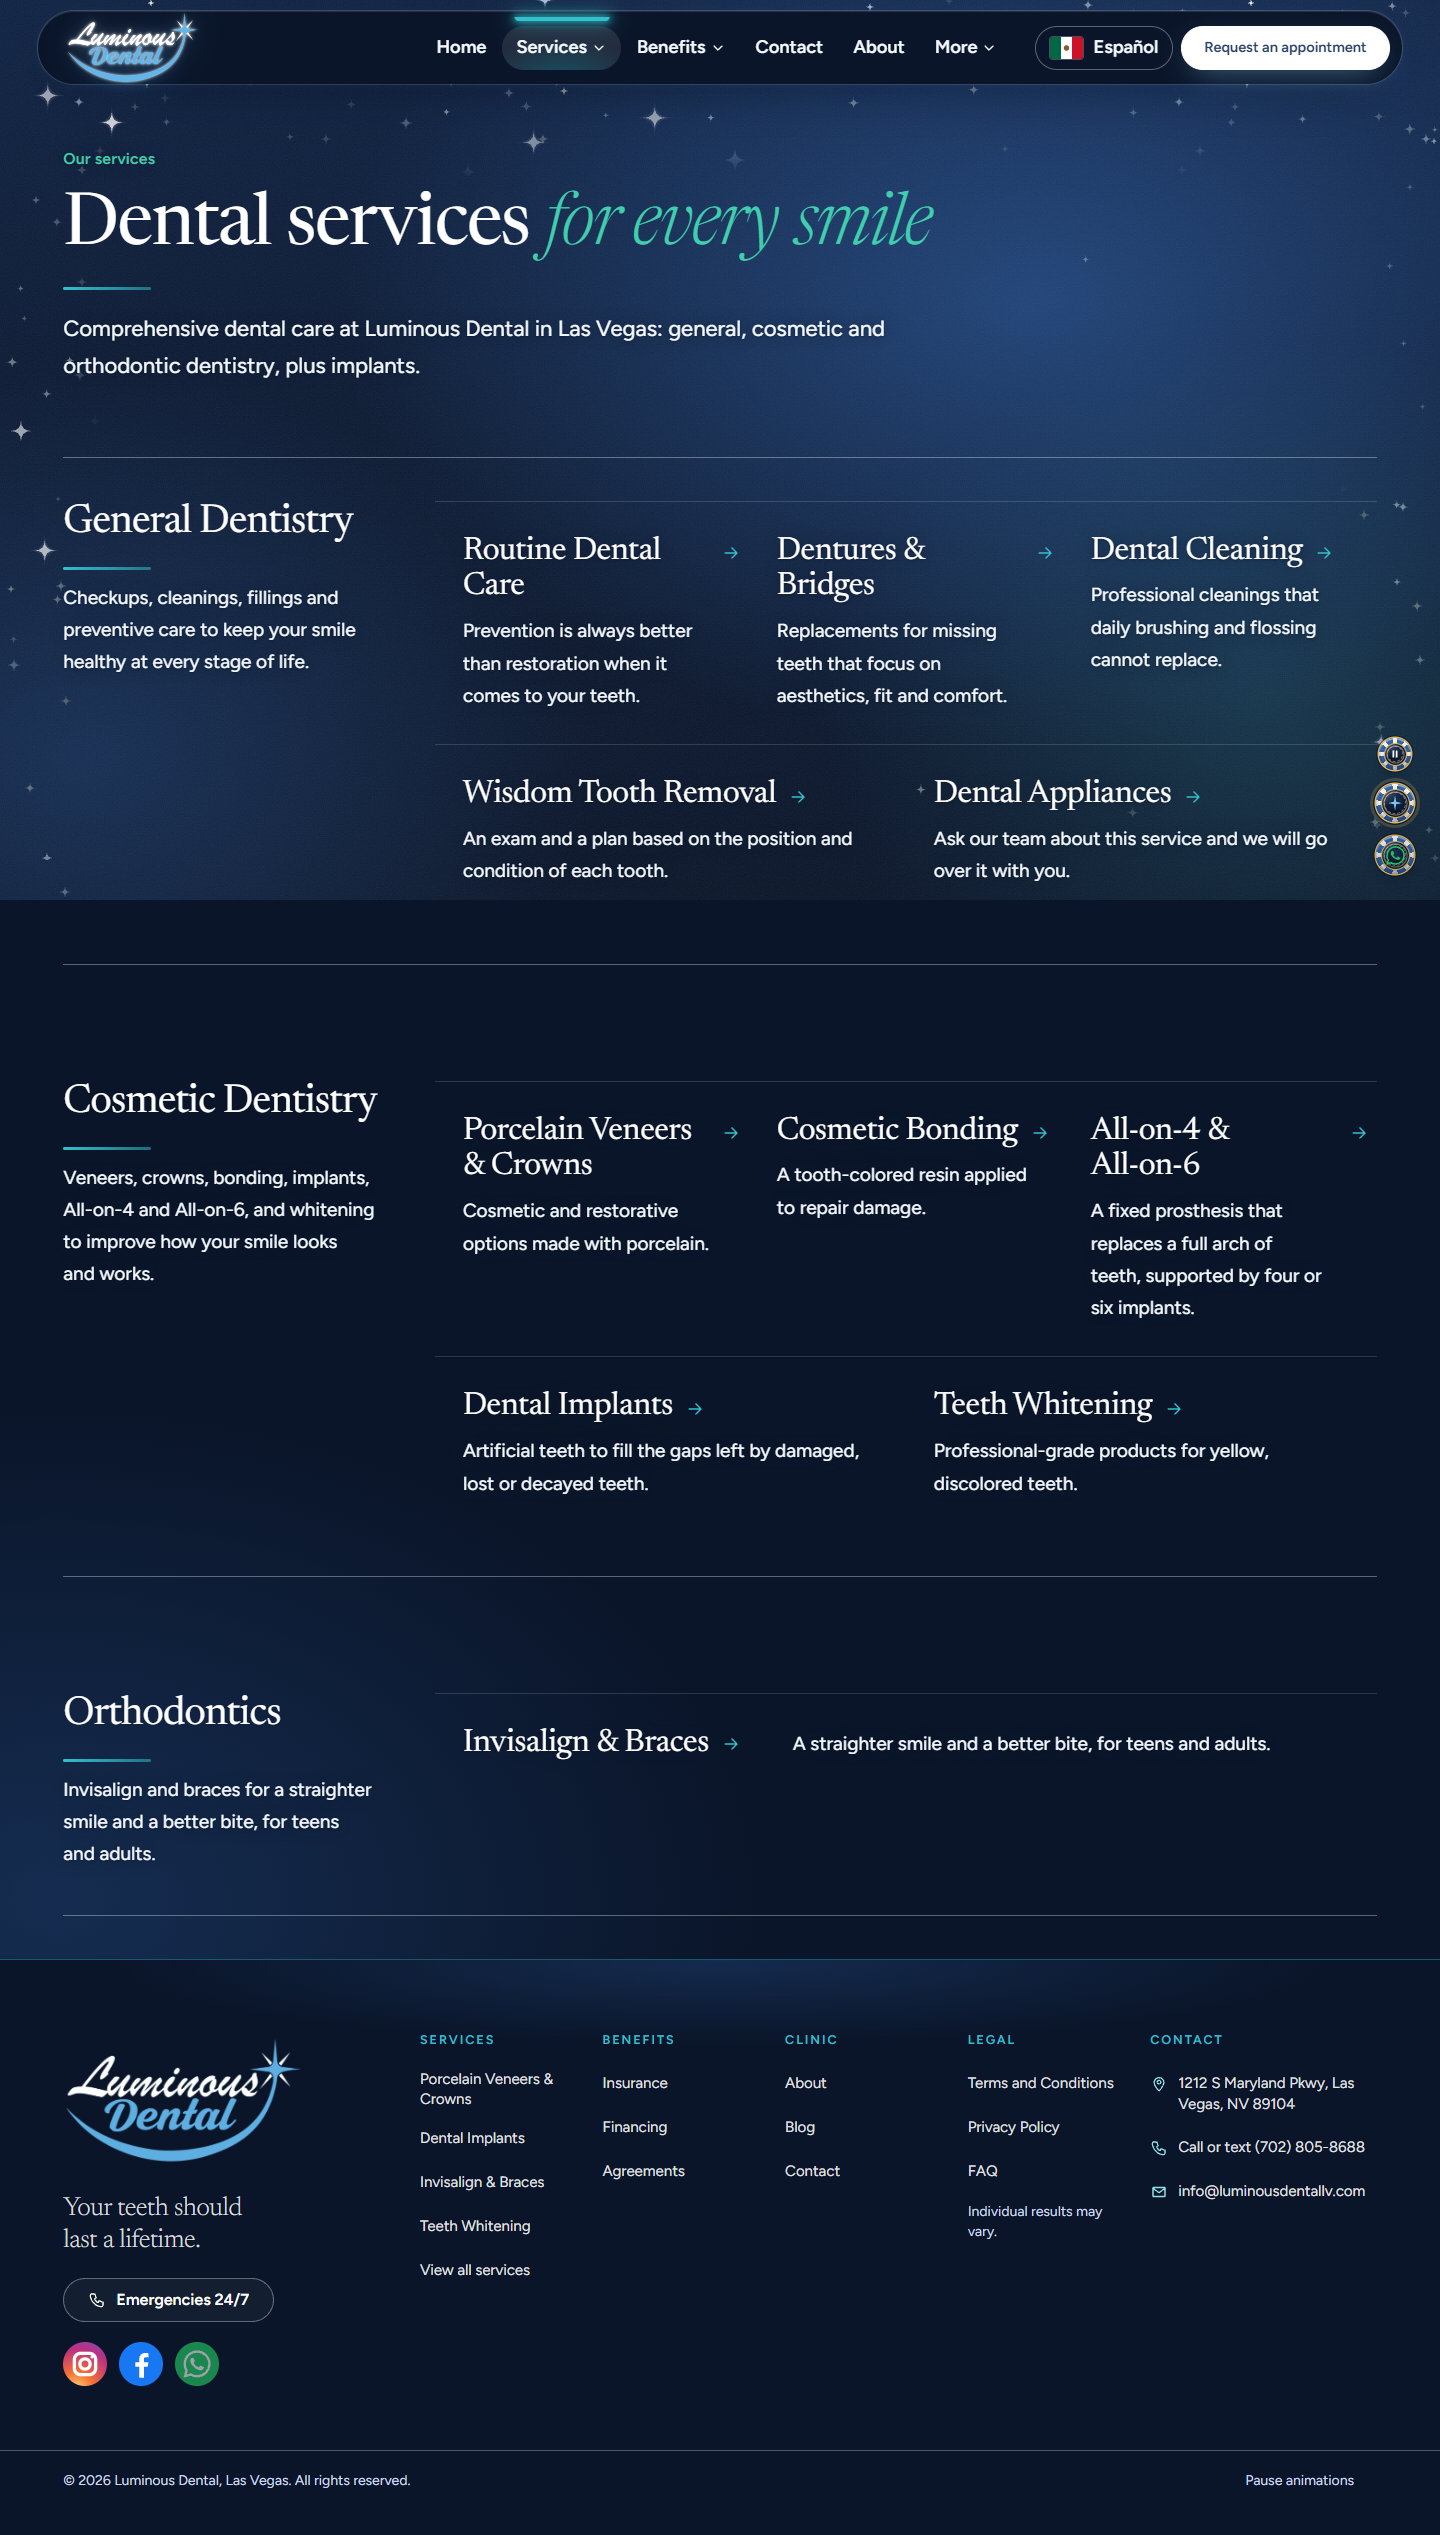 Luminous
Dental
Home
Services
Benefits
Contact
About
More
Español
Request an appointment
Our services
Dental services for every smile
Comprehensive dental care at Luminous Dental in Las Vegas: general, cosmetic and
orthodontic dentistry, plus implants.
General Dentistry
Checkups, cleanings, fillings and
preventive care to keep your smile
healthy at every stage of life.
Routine Dental
Care
Prevention is always better
than restoration when it
comes to your teeth.
Dentures &
Bridges
Replacements for missing
teeth that focus on
aesthetics, fit and comfort.
Dental Cleaning
Professional cleanings that
daily brushing and flossing
cannot replace.
Wisdom Tooth Removal
An exam and a plan based on the position and
condition of each tooth.
Dental Appliances
Ask our team about this service and we will go
over it with you.
Cosmetic Dentistry
Veneers, crowns, bonding, implants,
All-on-4 and All-on-6, and whitening
to improve how your smile looks
and works.
Porcelain Veneers
& Crowns
Cosmetic and restorative
options made with porcelain.
Cosmetic Bonding
A tooth-colored resin applied
to repair damage.
All-on-4 &
All-on-6
A fixed prosthesis that
replaces a full arch of
teeth, supported by four or
six implants.
Dental Implants
Artificial teeth to fill the gaps left by damaged,
lost or decayed teeth.
Teeth Whitening
Professional-grade products for yellow,
discolored teeth.
Orthodontics
Invisalign and braces for a straighter
smile and a better bite, for teens
and adults.
Invisalign & Braces
A straighter smile and a better bite, for teens and adults.
Luminous
Dental
Your teeth should
last a lifetime.
Emergencies 24/7
SERVICES
Porcelain Veneers &
Crowns
Dental Implants
Invisalign & Braces
Teeth Whitening
View all services
BENEFITS
Insurance
Financing
Agreements
CLINIC
About
Blog
Contact
LEGAL
Terms and Conditions
Privacy Policy
FAQ
Individual results may
vary.
CONTACT
1212 S Maryland Pkwy, Las
Vegas, NV 89104
Call or text (702) 805-8688
info@luminousdentallv.com
© 2026 Luminous Dental, Las Vegas. All rights reserved.
Pause animations